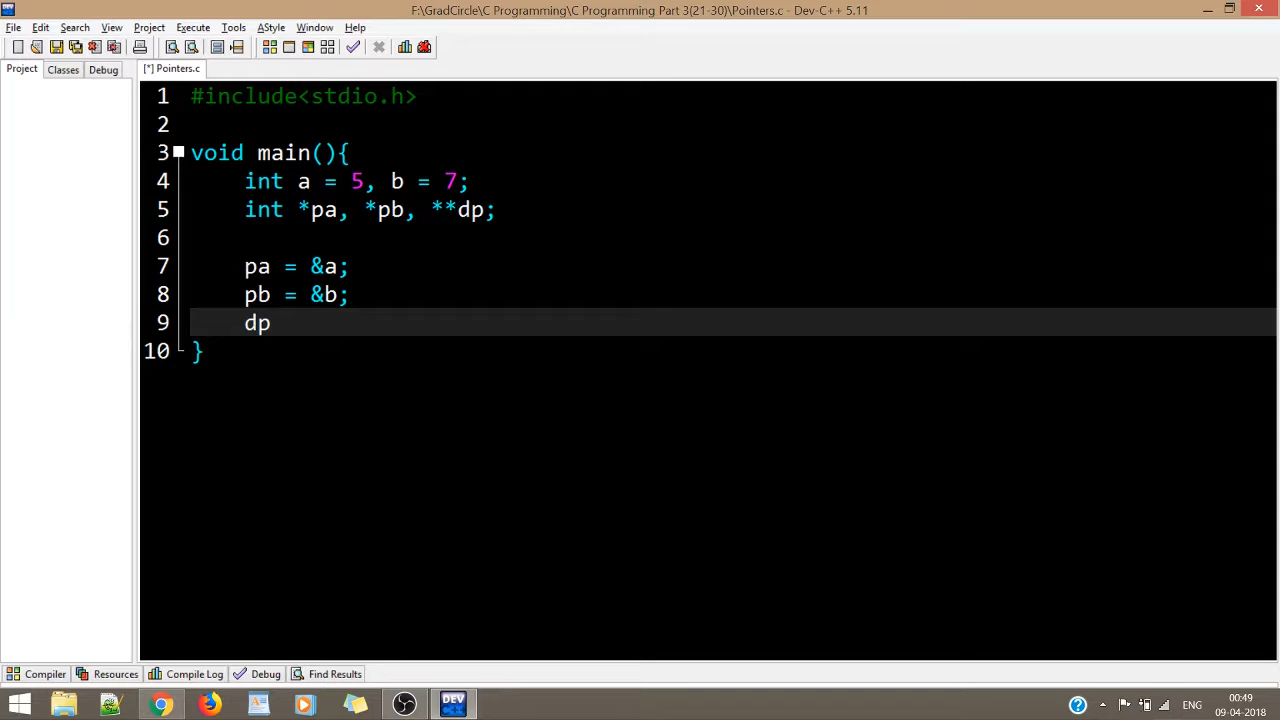 F:\GradCircle\C Programming\C Programming Part 3(21-30)\Pointers.c - Dev-C++ 5.11
File Edit Search View Project Execute Tools AStyle Window Help
Project Classes Debug [*] Pointers.c
1 #include<stdio.h>
2
3 void main(){
4 int a = 5, b = 7;
5 int *pa, *pb, **dp;
6
7 pa = &a;
8 pb = &b;
9 dp
10 }
Compiler Resources Compile Log Debug Find Results
DEV
ENG
00:49
09-04-2018